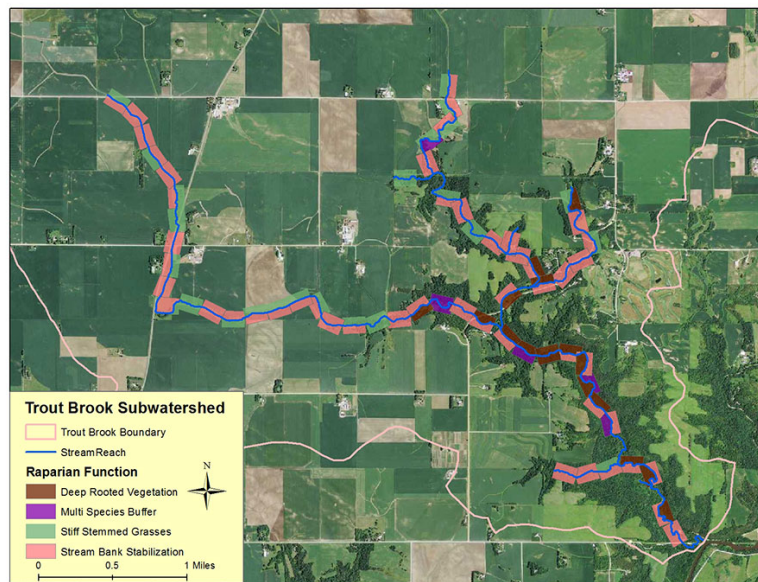 Trout Brook Subwatershed
Trout Brook Boundary
StreamReach
Raparian Function
N
Deep Rooted Vegetation
Multi Species Buffer
Stiff Stemmed Grasses
Stream Bank Stabilization
0 0.5 1 Miles